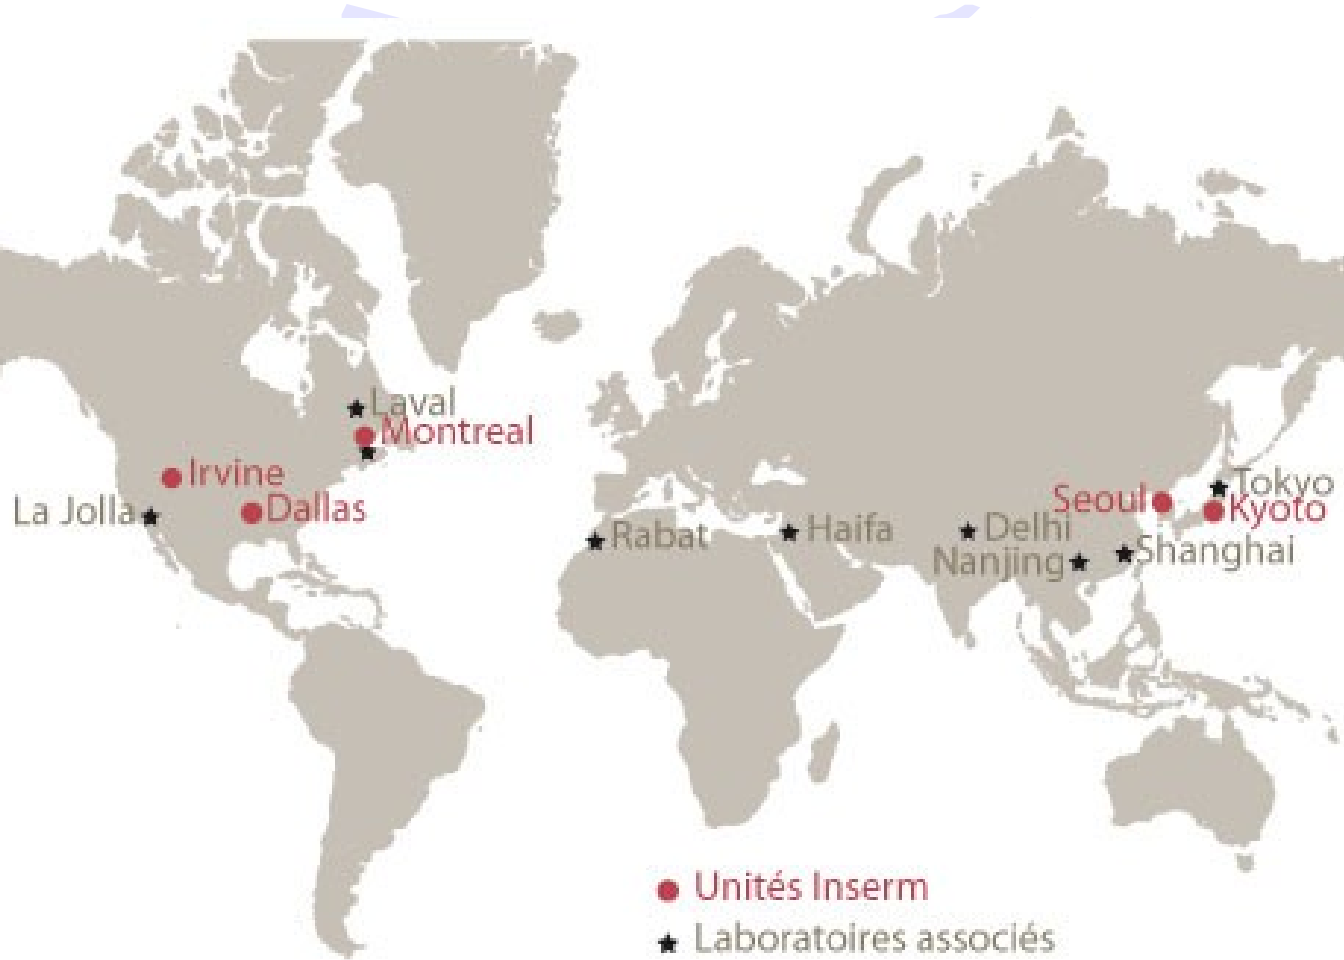 Laval
Montreal
Irvine
La Jolla
Dallas
Rabat
Haifa
Delhi
Nanjing
Seoul
Tokyo
Kyoto
Shanghai
Unités Inserm
Laboratoires associés